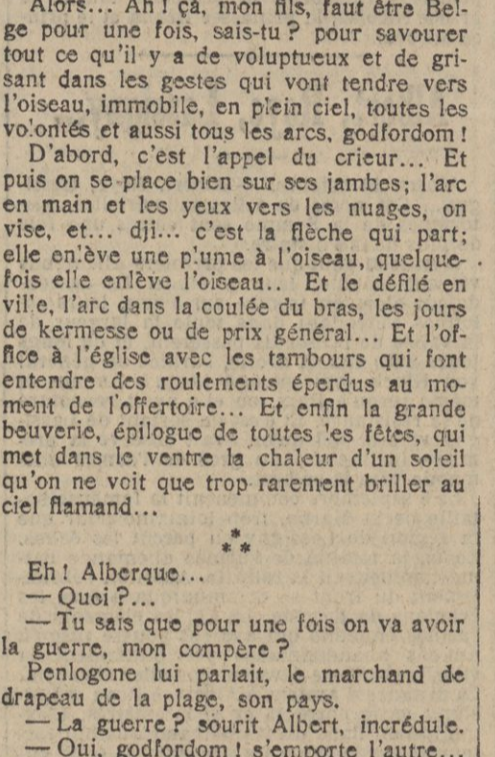 Alors... Ah ! ça, mon fils, faut être Bel-
ge pour une fois, sais-tu ? pour savourer
tout ce qu'il y a de voluptueux et de gri-
sant dans les gestes qui vont tendre vers
l'oiseau, immobile, en plein ciel, toutes les
volontés et aussi tous les arcs, godfordom !
D'abord, c'est l'appel du crieur... Et
puis on se place bien sur ses jambes; l'arc
en main et les yeux vers les nuages, on
vise, et... dji... c'est la flèche qui part;
elle enlève une plume à l'oiseau, quelque-
fois elle enlève l'oiseau.. Et le défilé en
ville, l'arc dans la coulée du bras, les jours
de kermesse ou de prix général... Et l'of-
fice à l'église avec les tambours qui font
entendre des roulements éperdus au mo-
ment de l'offertoire... Et enfin la grande
beuverie, épilogue de toutes les fêtes, qui
met dans le ventre la chaleur d'un soleil
qu'on ne voit que trop rarement briller au
ciel flamand...
***
Eh ! Alberque...
— Quoi ?...
— Tu sais que pour une fois on va avoir
la guerre, mon compère ?
Penlogone lui parlait, le marchand de
drapeau de la plage, son pays.
— La guerre ? sourit Albert, incrédule.
— Oui, godfordom ! s'emporte l'autre...